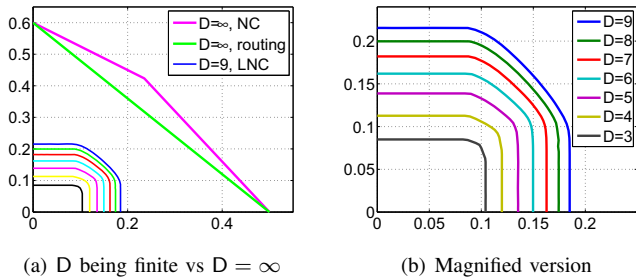 0.6
0.5
0.4
0.3
0.2
0.1
0
0 0.2 0.4
D=∞, NC
D=∞, routing
D=9, LNC
(a) D being finite vs D = ∞
0.2
0.15
0.1
0.05
0
0 0.05 0.1 0.15 0.2
D=9
D=8
D=7
D=6
D=5
D=4
D=3
(b) Magnified version